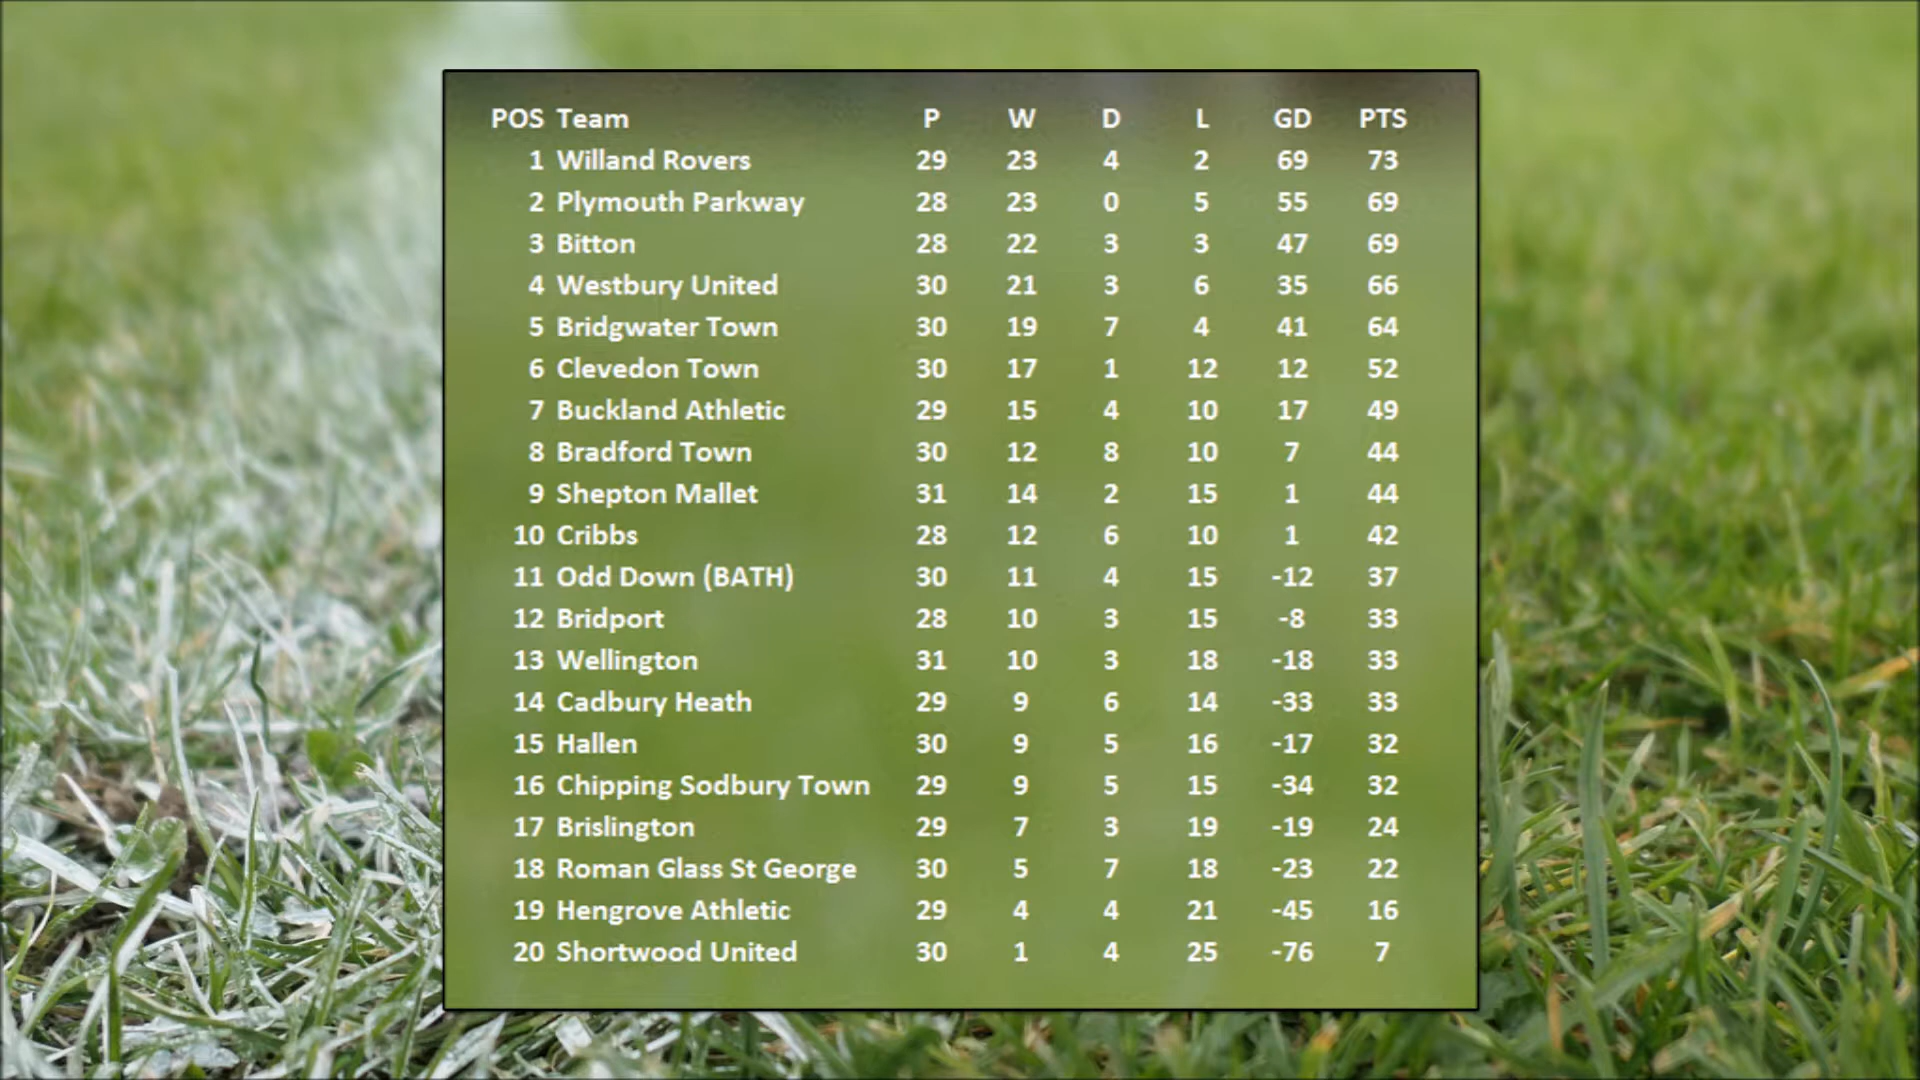 POS Team P W D L GD PTS
1 Willand Rovers 29 23 4 2 69 73
2 Plymouth Parkway 28 23 0 5 55 69
3 Bitton 28 22 3 3 47 69
4 Westbury United 30 21 3 6 35 66
5 Bridgwater Town 30 19 7 4 41 64
6 Clevedon Town 30 17 1 12 12 52
7 Buckland Athletic 29 15 4 10 17 49
8 Bradford Town 30 12 8 10 7 44
9 Shepton Mallet 31 14 2 15 1 44
10 Cribbs 28 12 6 10 1 42
11 Odd Down (BATH) 30 11 4 15 -12 37
12 Bridport 28 10 3 15 -8 33
13 Wellington 31 10 3 18 -18 33
14 Cadbury Heath 29 9 6 14 -33 33
15 Hallen 30 9 5 16 -17 32
16 Chipping Sodbury Town 29 9 5 15 -34 32
17 Brislington 29 7 3 19 -19 24
18 Roman Glass St George 30 5 7 18 -23 22
19 Hengrove Athletic 29 4 4 21 -45 16
20 Shortwood United 30 1 4 25 -76 7